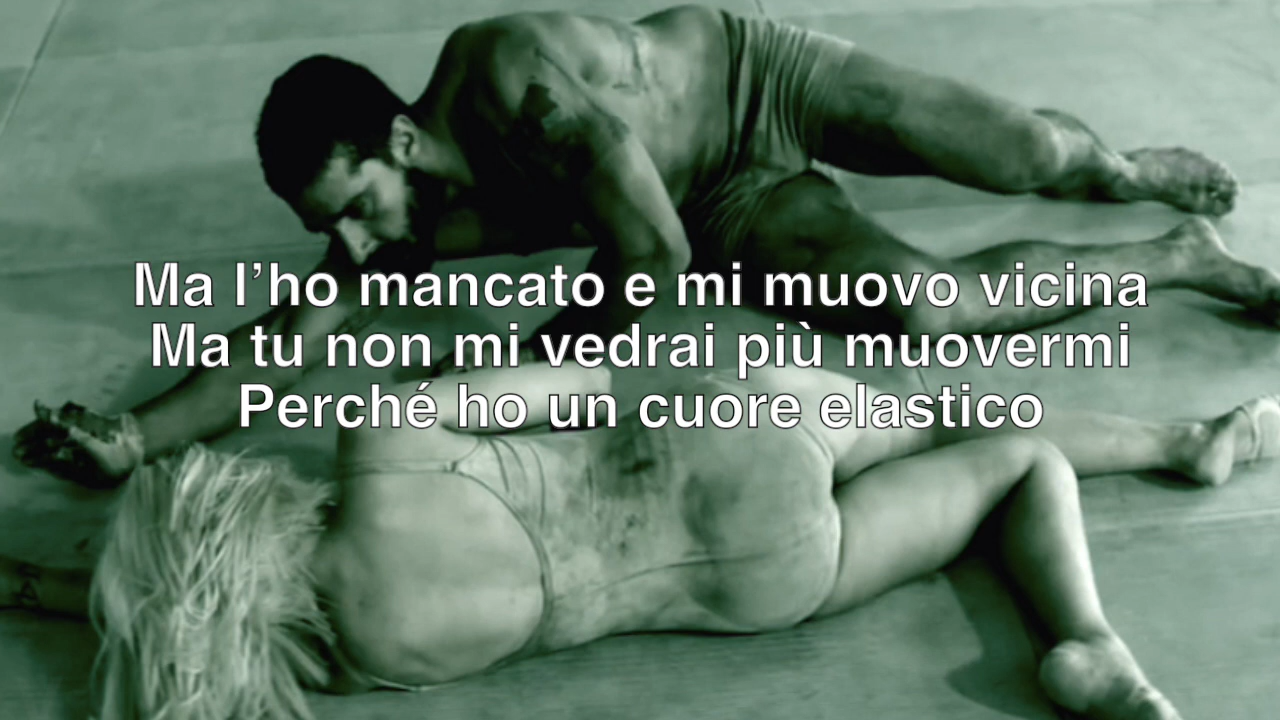 Ma l’ho mancato e mi muovo vicina
Ma tu non mi vedrai più muovermi
Perché ho un cuore elastico